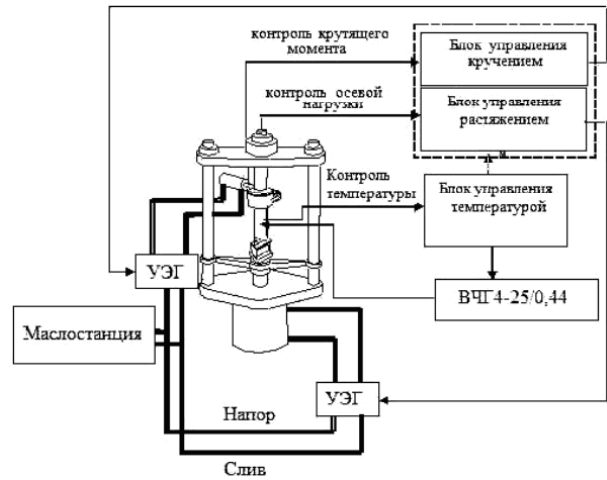 контроль крутящего
момента
Блок управления
кручением
контроль осевой
нагрузки
Блок управления
растяжением
Контроль
температуры
Блок управления
температурой
УЭГ
ВЧГ4-25/0,44
Маслостанция
УЭГ
Напор
Слив